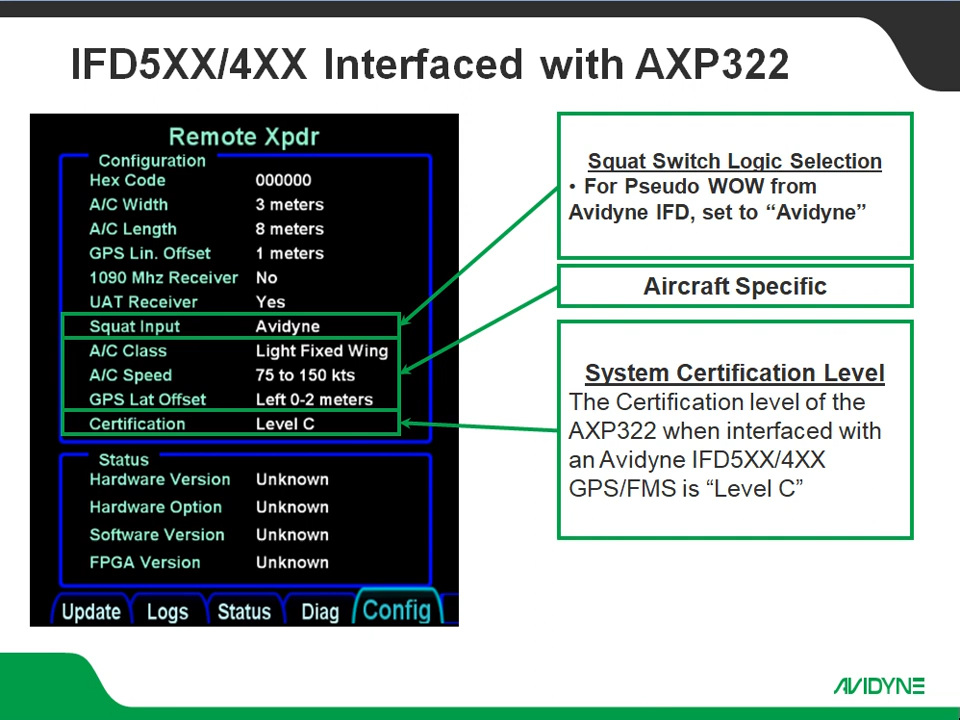 IFD5XX/4XX Interfaced with AXP322
Remote Xpdr
Configuration
Hex Code 000000
A/C Width 3 meters
A/C Length 8 meters
GPS Lin. Offset 1 meters
1090 Mhz Receiver No
UAT Receiver Yes
Squat Input Avidyne
A/C Class Light Fixed Wing
A/C Speed 75 to 150 kts
GPS Lat Offset Left 0-2 meters
Certification Level C
Status
Hardware Version Unknown
Hardware Option Unknown
Software Version Unknown
FPGA Version Unknown
Update Logs Status Diag Config
Squat Switch Logic Selection
• For Pseudo WOW from
Avidyne IFD, set to “Avidyne”
Aircraft Specific
System Certification Level
The Certification level of the
AXP322 when interfaced with
an Avidyne IFD5XX/4XX
GPS/FMS is “Level C”
AVIDYNE